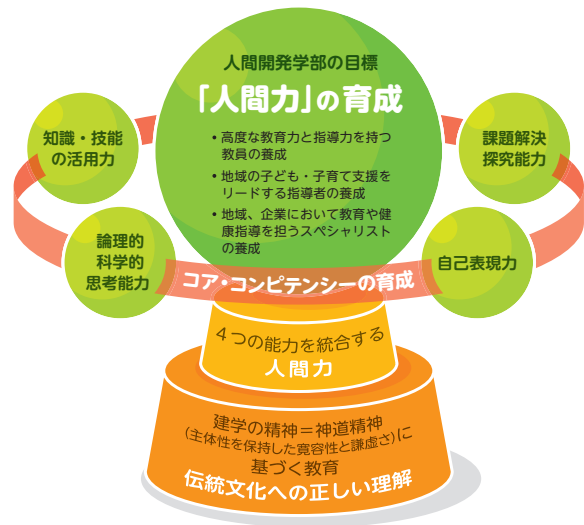 人間開発学部の目標
「人間力」の育成
・高度な教育力と指導力を持つ
教員の養成
・地域の子ども・子育て支援を
リードする指導者の養成
・地域、企業において教育や健
康指導を担うスペシャリスト
の養成
知識・技能
の活用力
課題解決
探究能力
論理的
科学的
思考能力
自己表現力
コア・コンピテンシーの育成
4つの能力を統合する
人間力
建学の精神＝神道精神
(主体性を保持した寛容性と謙虚さ)に
基づく教育
伝統文化への正しい理解